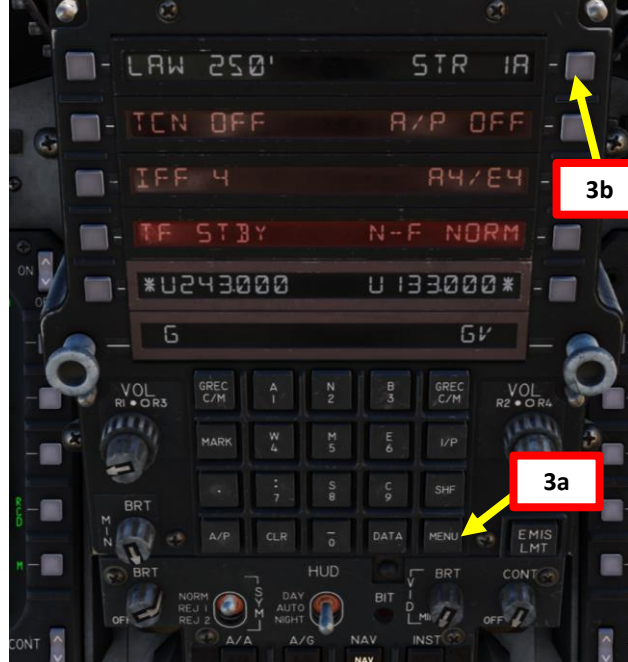 LAW 250' STR 1A
TCN OFF A/P OFF
3b
IFF 4 A4/E4
TF STBY N-F NORM
ON
*U243.000 U133.000*
G GV
VOL
R1 ● O R3
GREC C/M
A 1
N 2
B 3
GREC C/M
VOL
R2 ● O R4
MARK
W 4
M 5
E 6
I/P
.
: 7
S 8
C 9
SHF
3a
BRT
MIN
RCD
A/P
CLR
– 0
DATA
MENU
EMIS LMT
M
BRT
OFF
NORM
REJ 1
REJ 2
SYM
HUD
DAY
AUTO
NIGHT
BIT
VID
BRT
MIN
CONT
OFF
CONT
A/A
A/G
NAV
INST
NAV